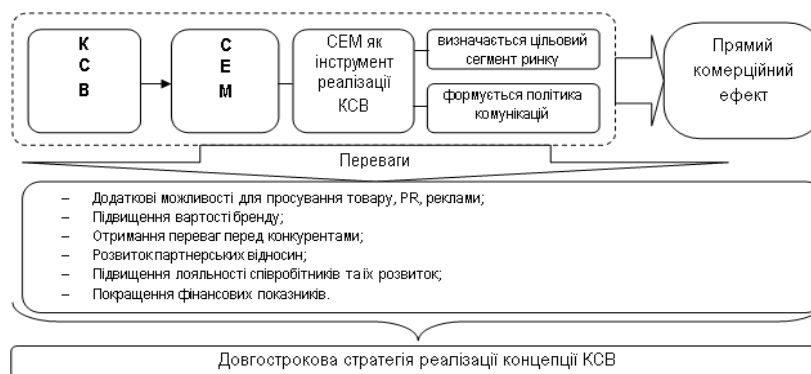 К
С
В
С
Е
М
СЕМ як
інструмент
реалізації
КСВ
визначається цільовий
сегмент ринку
формується політика
комунікацій
Прямий
комерційний
ефект
Переваги
– Додаткові можливості для просування товару, PR, реклами;
– Підвищення вартості бренду;
– Отримання переваг перед конкурентами;
– Розвиток партнерських відносин;
– Підвищення лояльності співробітників та їх розвиток;
– Покращення фінансових показників.
Довгострокова стратегія реалізації концепції КСВ